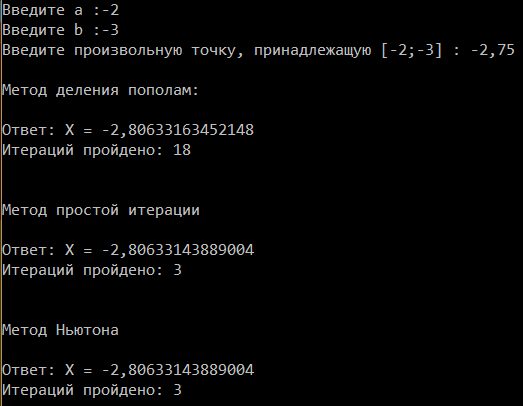 Введите a :-2
Введите b :-3
Введите произвольную точку, принадлежащую [-2;-3] : -2,75
Метод деления пополам:
Ответ: X = -2,80633163452148
Итераций пройдено: 18
Метод простой итерации
Ответ: X = -2,80633143889004
Итераций пройдено: 3
Метод Ньютона
Ответ: X = -2,80633143889004
Итераций пройдено: 3